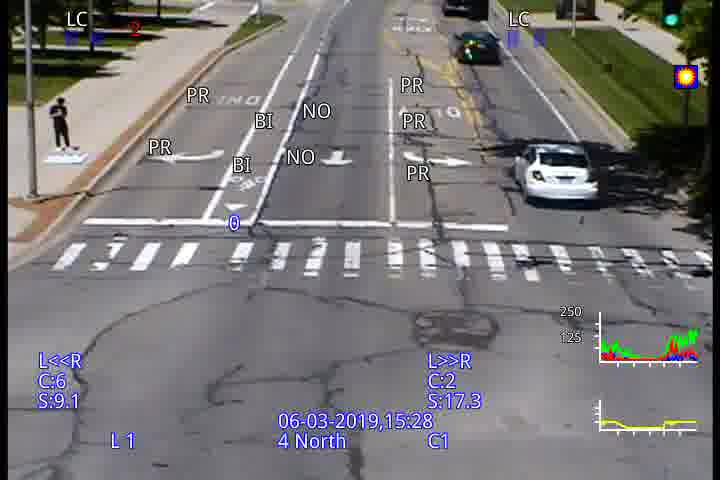 LC
2
LC
PR
PR
BI
NO
PR
PR
BI
NO
PR
0
250
125
L<<R
C:6
S:9.1
L>>R
C:2
S:17.3
06-03-2019,15:28
L 1
4 North
C1